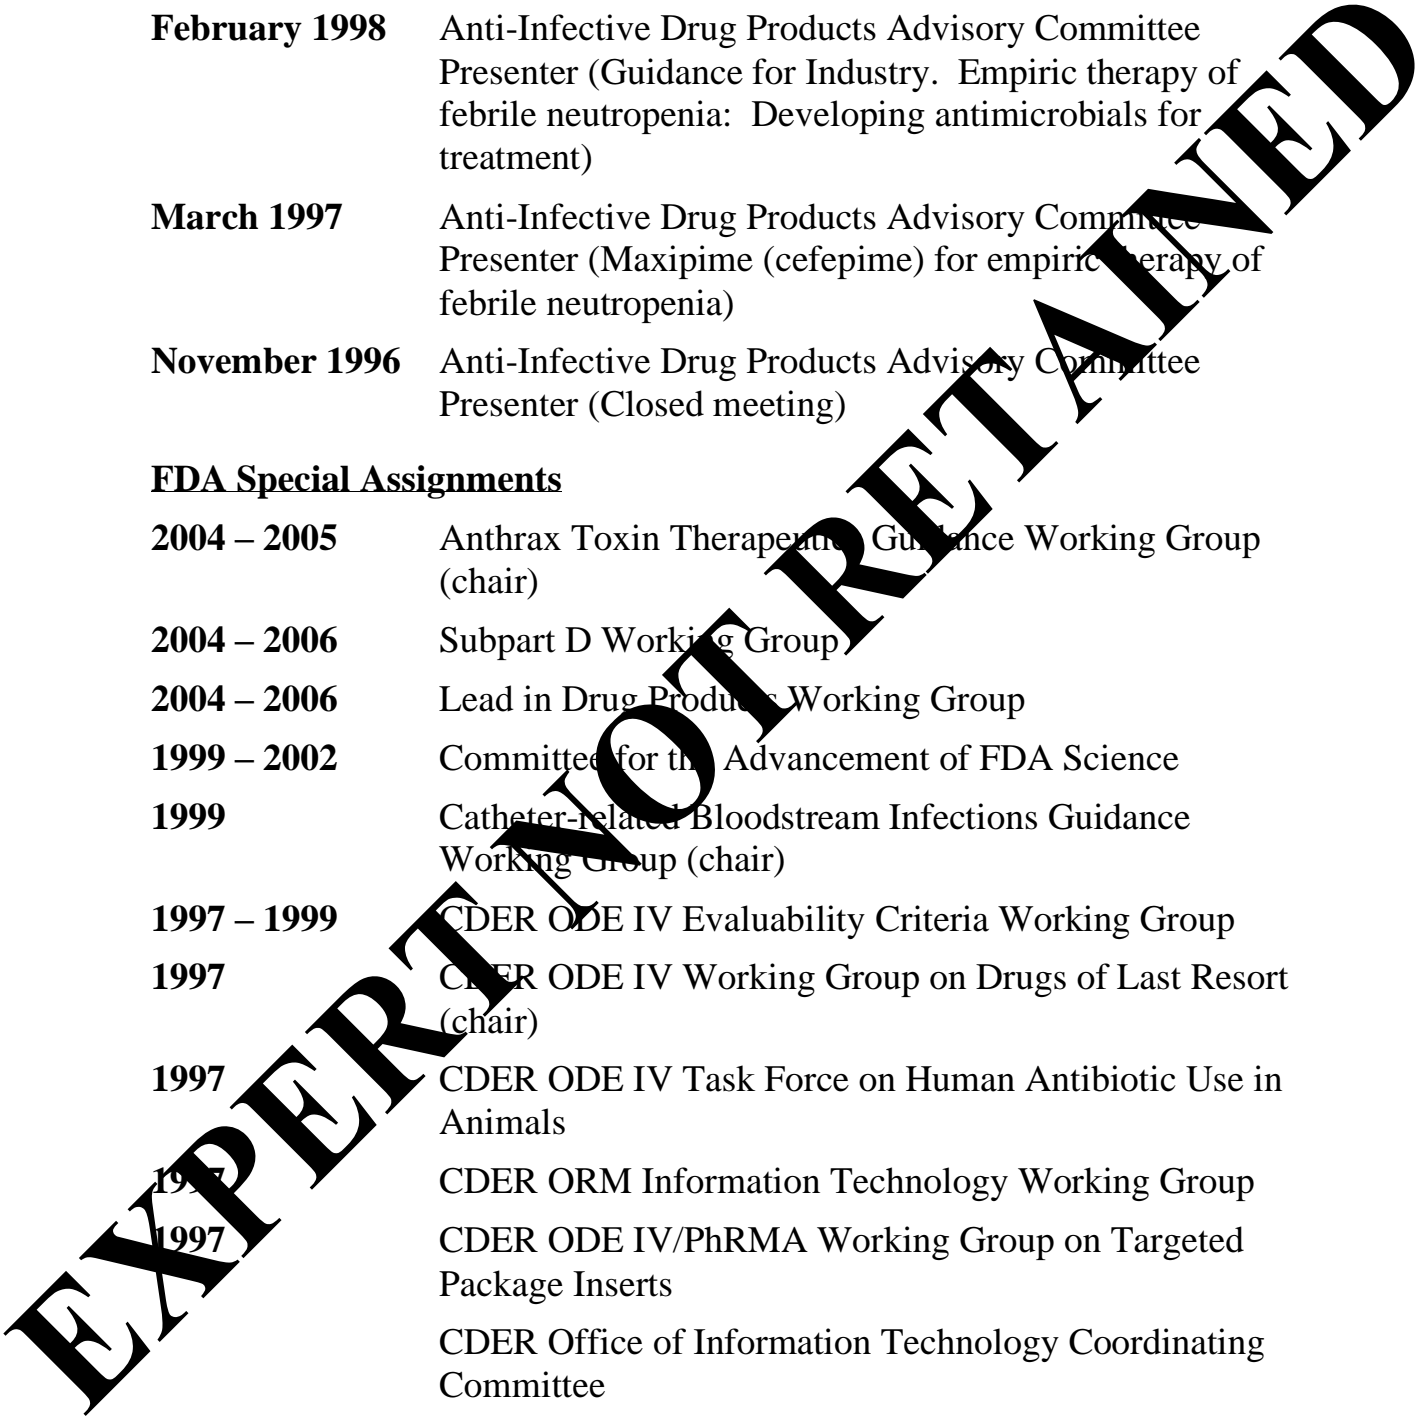 February 1998 Anti-Infective Drug Products Advisory Committee
Presenter (Guidance for Industry. Empiric therapy of
febrile neutropenia: Developing antimicrobials for
treatment)
March 1997 Anti-Infective Drug Products Advisory Committee
Presenter (Maxipime (cefepime) for empiric therapy of
febrile neutropenia)
November 1996 Anti-Infective Drug Products Advisory Committee
Presenter (Closed meeting)
FDA Special Assignments
2004 – 2005 Anthrax Toxin Therapeutics Guidance Working Group
(chair)
2004 – 2006 Subpart D Working Group
2004 – 2006 Lead in Drug Products Working Group
1999 – 2002 Committee for the Advancement of FDA Science
1999 Catheter-related Bloodstream Infections Guidance
Working Group (chair)
1997 – 1999 CDER ODE IV Evaluability Criteria Working Group
1997 CDER ODE IV Working Group on Drugs of Last Resort
(chair)
1997 CDER ODE IV Task Force on Human Antibiotic Use in
Animals
1997 CDER ORM Information Technology Working Group
1997 CDER ODE IV/PhRMA Working Group on Targeted
Package Inserts
CDER Office of Information Technology Coordinating
Committee
EXPERT NOT RETAINED